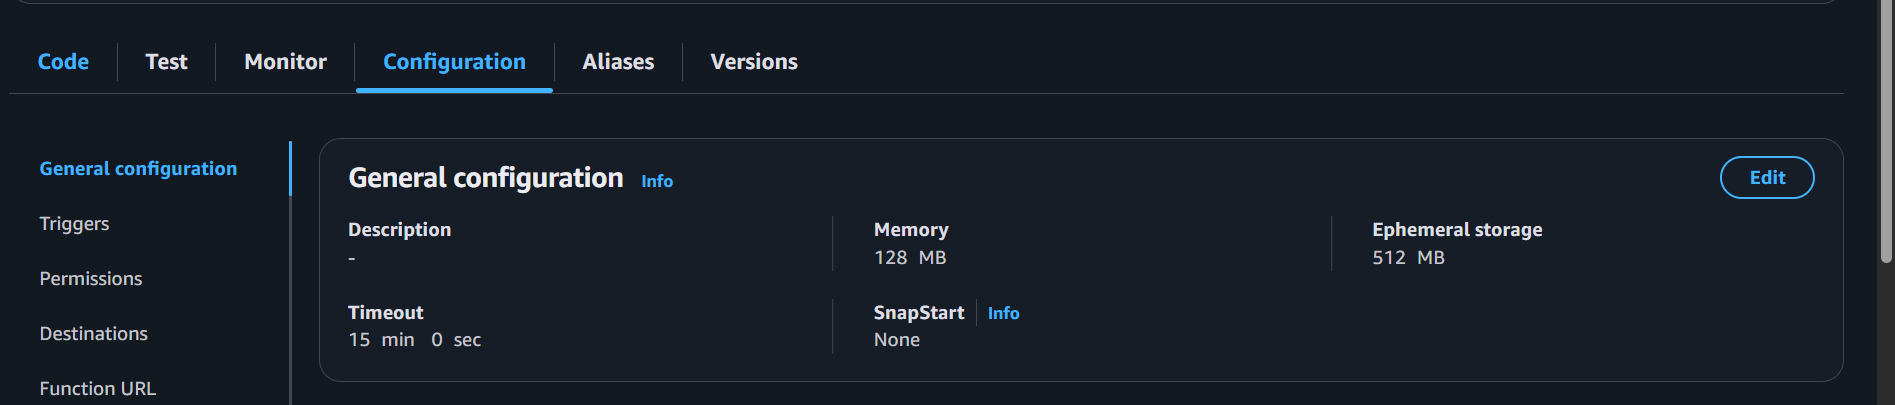 Code Test Monitor Configuration Aliases Versions
General configuration
Triggers
Permissions
Destinations
Function URL
General configuration Info Edit
Description Memory Ephemeral storage
- 128 MB 512 MB
Timeout SnapStart Info
15 min 0 sec None